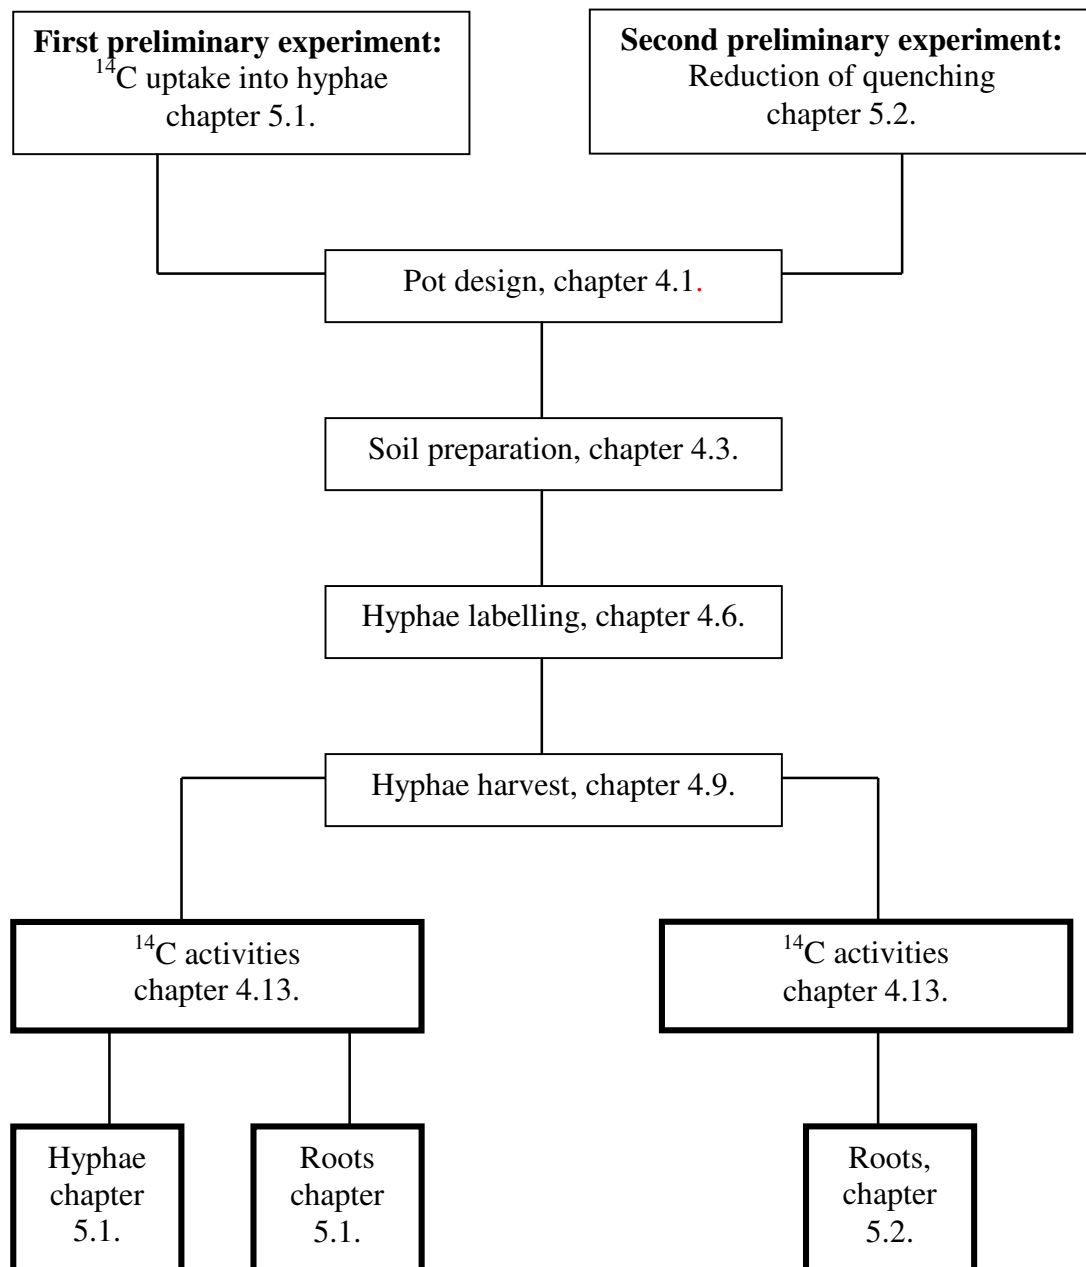 First preliminary experiment:
¹⁴C uptake into hyphae
chapter 5.1.
Second preliminary experiment:
Reduction of quenching
chapter 5.2.
Pot design, chapter 4.1.
Soil preparation, chapter 4.3.
Hyphae labelling, chapter 4.6.
Hyphae harvest, chapter 4.9.
¹⁴C activities
chapter 4.13.
¹⁴C activities
chapter 4.13.
Hyphae
chapter
5.1.
Roots
chapter
5.1.
Roots,
chapter
5.2.